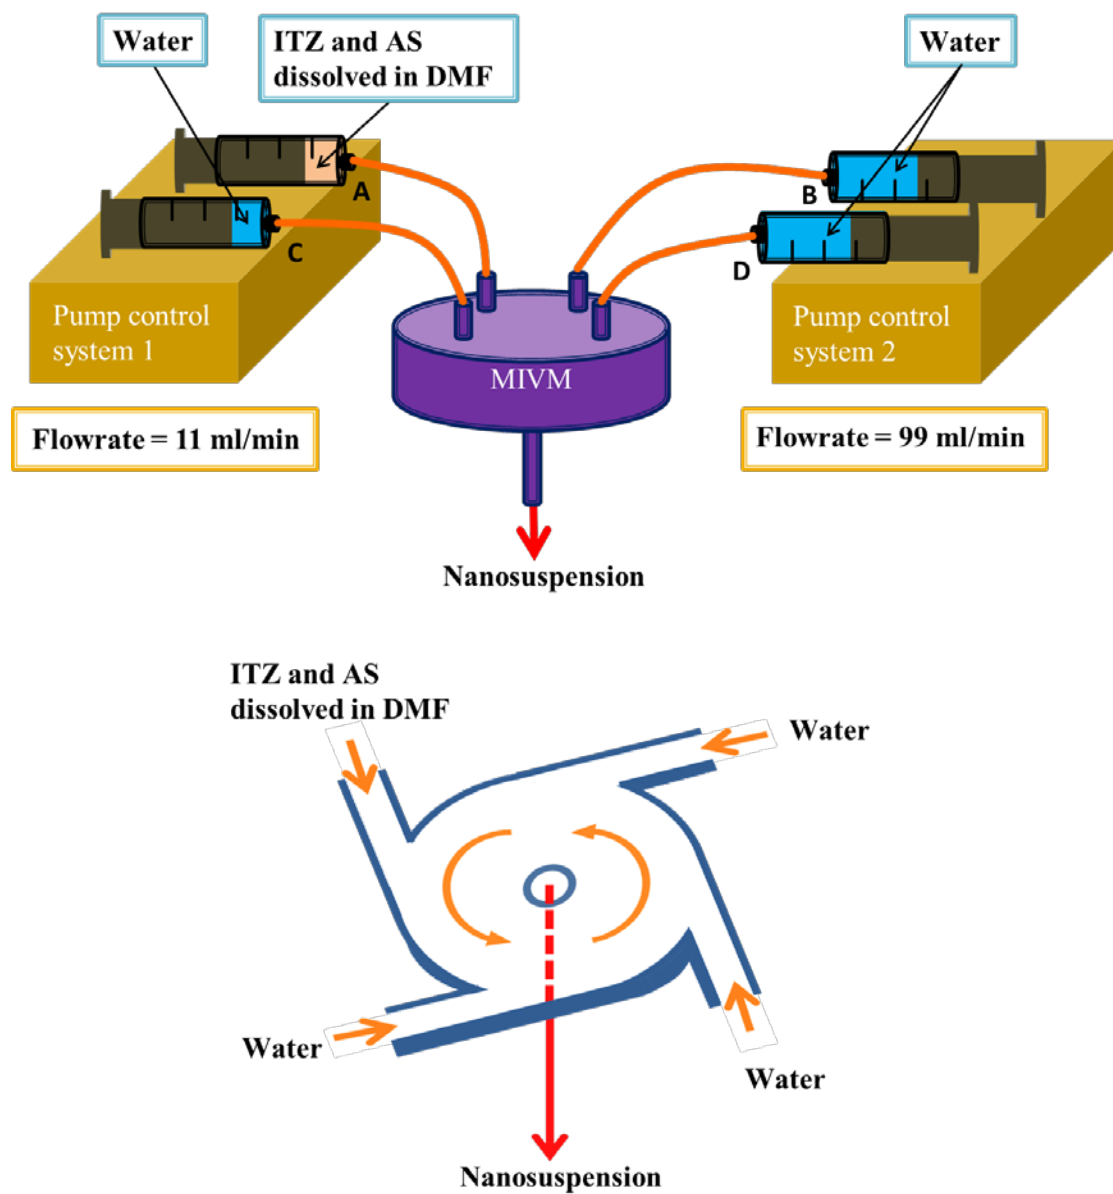 Water
ITZ and AS
dissolved in DMF
Water
A
B
C
D
Pump control
system 1
MIVM
Pump control
system 2
Flowrate = 11 ml/min
Flowrate = 99 ml/min
Nanosuspension
ITZ and AS
dissolved in DMF
Water
Water
Water
Nanosuspension